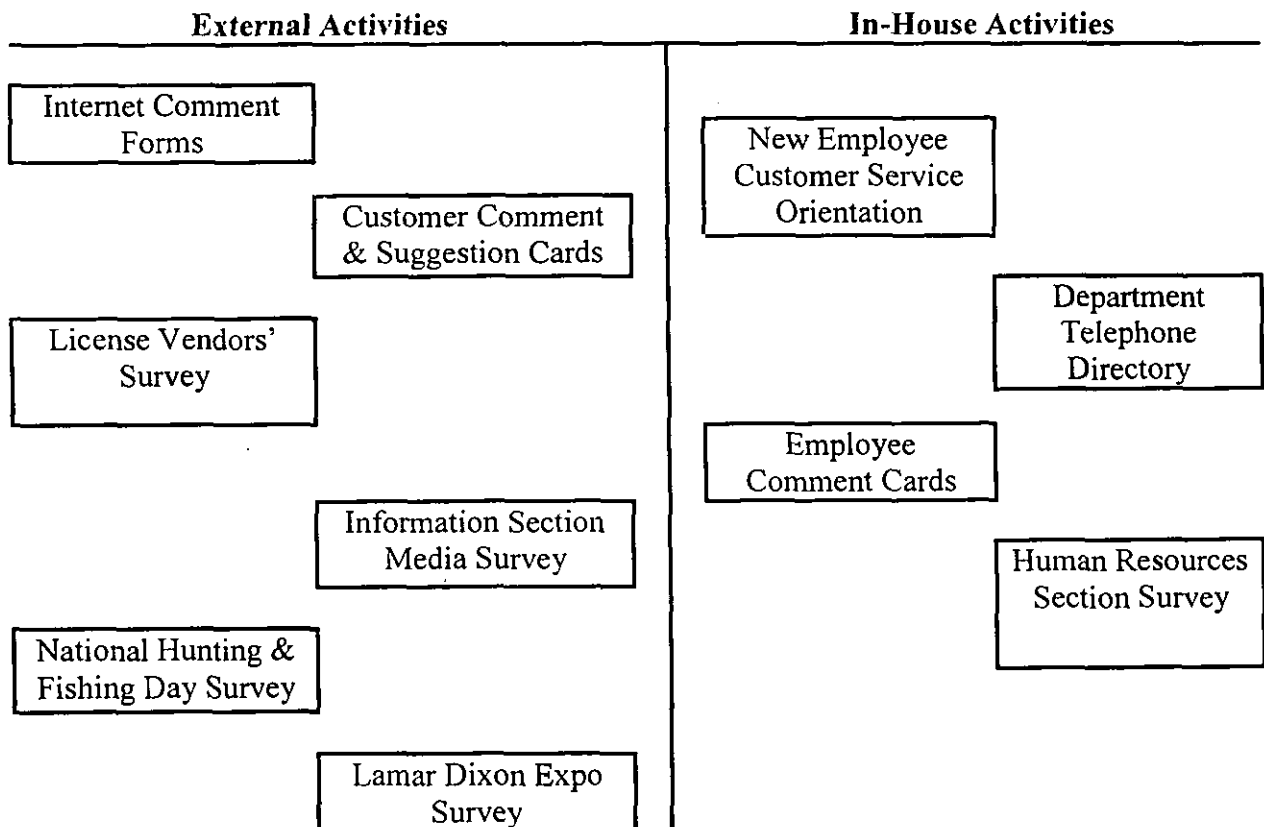 External Activities
In-House Activities
Internet Comment
Forms
Customer Comment
& Suggestion Cards
License Vendors'
Survey
Information Section
Media Survey
National Hunting &
Fishing Day Survey
Lamar Dixon Expo
Survey
New Employee
Customer Service
Orientation
Department
Telephone
Directory
Employee
Comment Cards
Human Resources
Section Survey